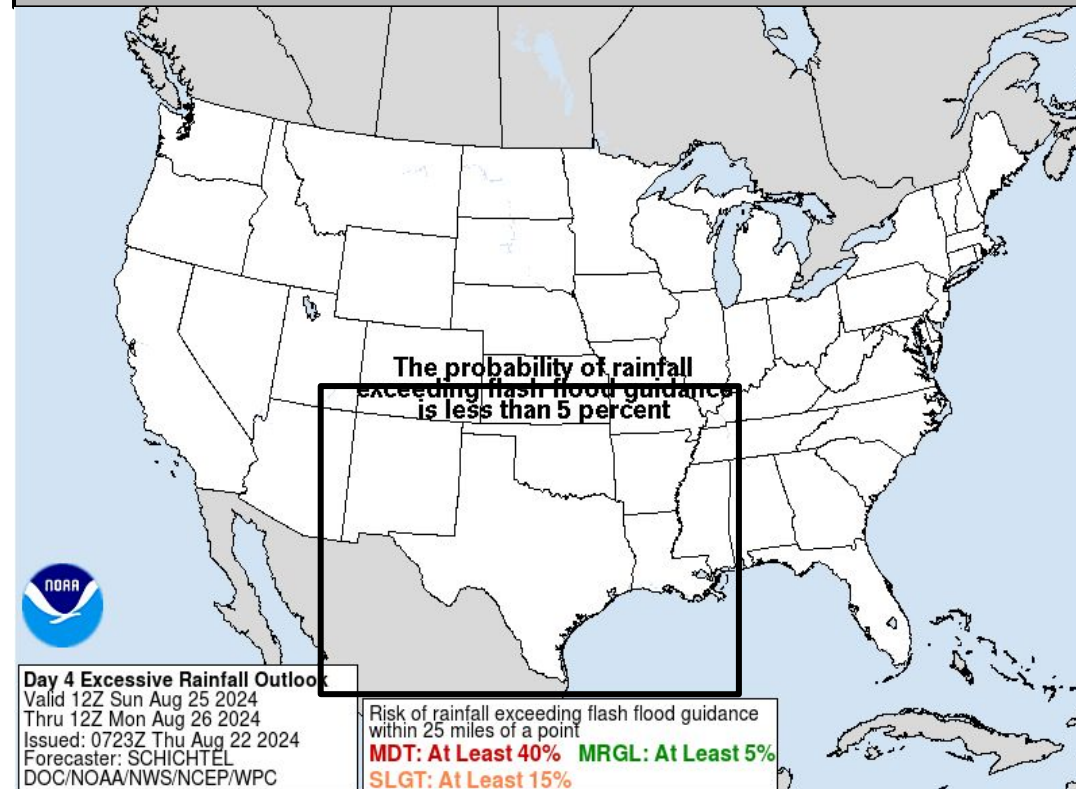 The probability of rainfall
exceeding flash flood guidance
is less than 5 percent
NOAA
Day 4 Excessive Rainfall Outlook
Valid 12Z Sun Aug 25 2024
Thru 12Z Mon Aug 26 2024
Issued: 0723Z Thu Aug 22 2024
Forecaster: SCHICHTEL
DOC/NOAA/NWS/NCEP/WPC
Risk of rainfall exceeding flash flood guidance
within 25 miles of a point
MDT: At Least 40% MRGL: At Least 5%
SLGT: At Least 15%